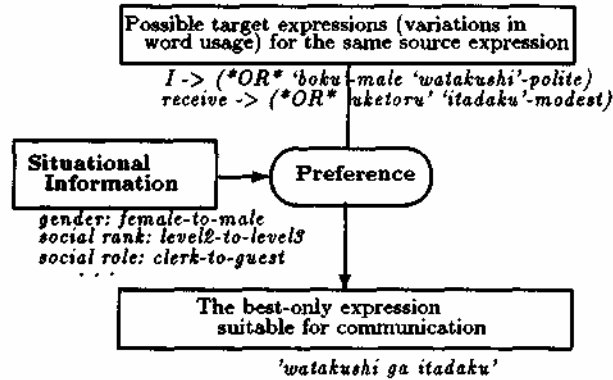 Possible target expressions (variations in
word usage) for the same source expression
I -> (*OR* 'boku'-male 'watakushi'-polite)
receive -> (*OR* 'uketoru' 'itadaku'-modest)
Situational
Information
Preference
gender: female-to-male
social rank: level2-to-level3
social role: clerk-to-guest
. . .
The best-only expression
suitable for communication
'watakushi ga itadaku'